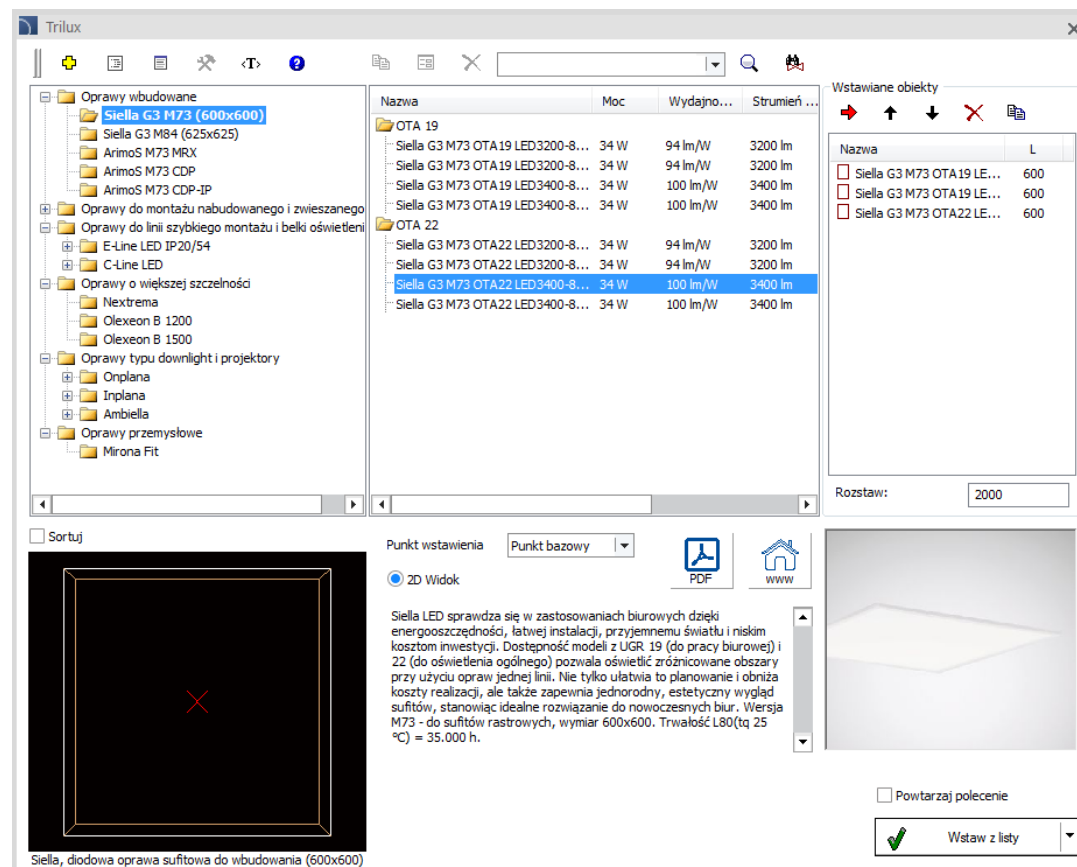 Trilux
‹T›
Wstawiane obiekty
Oprawy wbudowane
Siella G3 M73 (600x600)
Siella G3 M84 (625x625)
ArimoS M73 MRX
ArimoS M73 CDP
ArimoS M73 CDP-IP
Oprawy do montażu nabudowanego i zwieszanego
Oprawy do linii szybkiego montażu i belki oświetleni
E-Line LED IP20/54
C-Line LED
Oprawy o większej szczelności
Nextrema
Olexeon B 1200
Olexeon B 1500
Oprawy typu downlight i projektory
Onplana
Inplana
Ambiella
Oprawy przemysłowe
Mirona Fit
Nazwa Moc Wydajno... Strumień ...
OTA 19
Siella G3 M73 OTA19 LED3200-8... 34 W 94 lm/W 3200 lm
Siella G3 M73 OTA19 LED3200-8... 34 W 94 lm/W 3200 lm
Siella G3 M73 OTA19 LED3400-8... 34 W 100 lm/W 3400 lm
Siella G3 M73 OTA19 LED3400-8... 34 W 100 lm/W 3400 lm
OTA 22
Siella G3 M73 OTA22 LED3200-8... 34 W 94 lm/W 3200 lm
Siella G3 M73 OTA22 LED3200-8... 34 W 94 lm/W 3200 lm
Siella G3 M73 OTA22 LED3400-8... 34 W 100 lm/W 3400 lm
Siella G3 M73 OTA22 LED3400-8... 34 W 100 lm/W 3400 lm
Nazwa L
Siella G3 M73 OTA19 LE... 600
Siella G3 M73 OTA19 LE... 600
Siella G3 M73 OTA22 LE... 600
Rozstaw: 2000
Sortuj
Siella, diodowa oprawa sufitowa do wbudowania (600x600)
Punkt wstawienia Punkt bazowy
2D Widok
PDF
www
Siella LED sprawdza się w zastosowaniach biurowych dzięki
energooszczędności, łatwej instalacji, przyjemnemu światłu i niskim
kosztom inwestycji. Dostępność modeli z UGR 19 (do pracy biurowej) i
22 (do oświetlenia ogólnego) pozwala oświetlić zróżnicowane obszary
przy użyciu opraw jednej linii. Nie tylko ułatwia to planowanie i obniża
koszty realizacji, ale także zapewnia jednorodny, estetyczny wygląd
sufitów, stanowiąc idealne rozwiązanie do nowoczesnych biur. Wersja
M73 - do sufitów rastrowych, wymiar 600x600. Trwałość L80(tq 25
°C) = 35.000 h.
Powtarzaj polecenie
Wstaw z listy